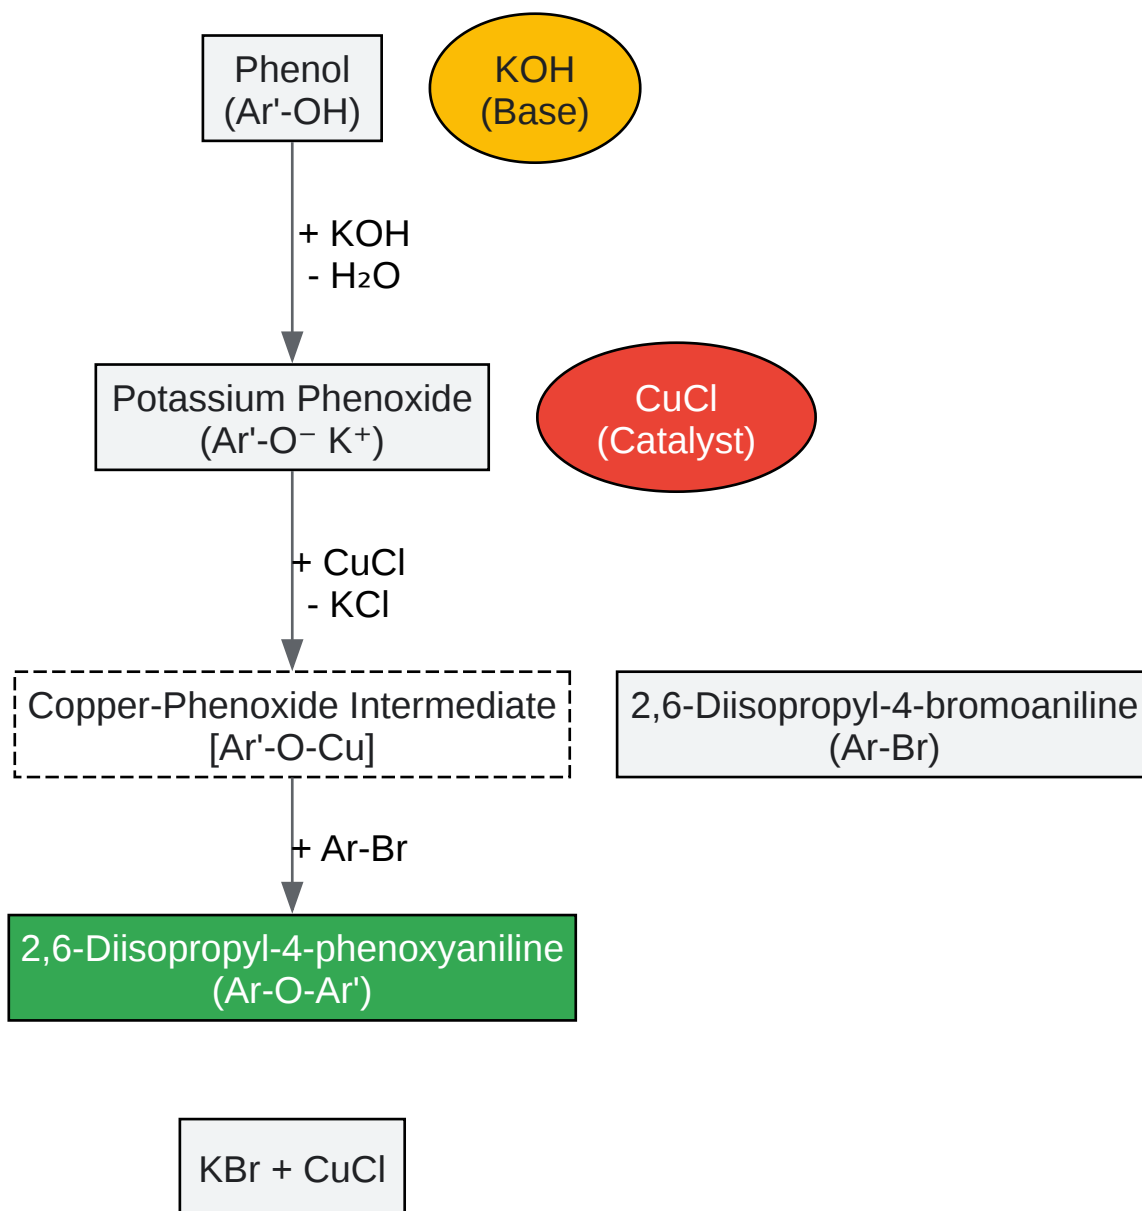 Phenol
(Ar'-OH)
KOH
(Base)
+ KOH
- H₂O
Potassium Phenoxide
(Ar'-O⁻ K⁺)
CuCl
(Catalyst)
+ CuCl
- KCl
Copper-Phenoxide Intermediate
[Ar'-O-Cu]
2,6-Diisopropyl-4-bromoaniline
(Ar-Br)
+ Ar-Br
2,6-Diisopropyl-4-phenoxyaniline
(Ar-O-Ar')
KBr + CuCl